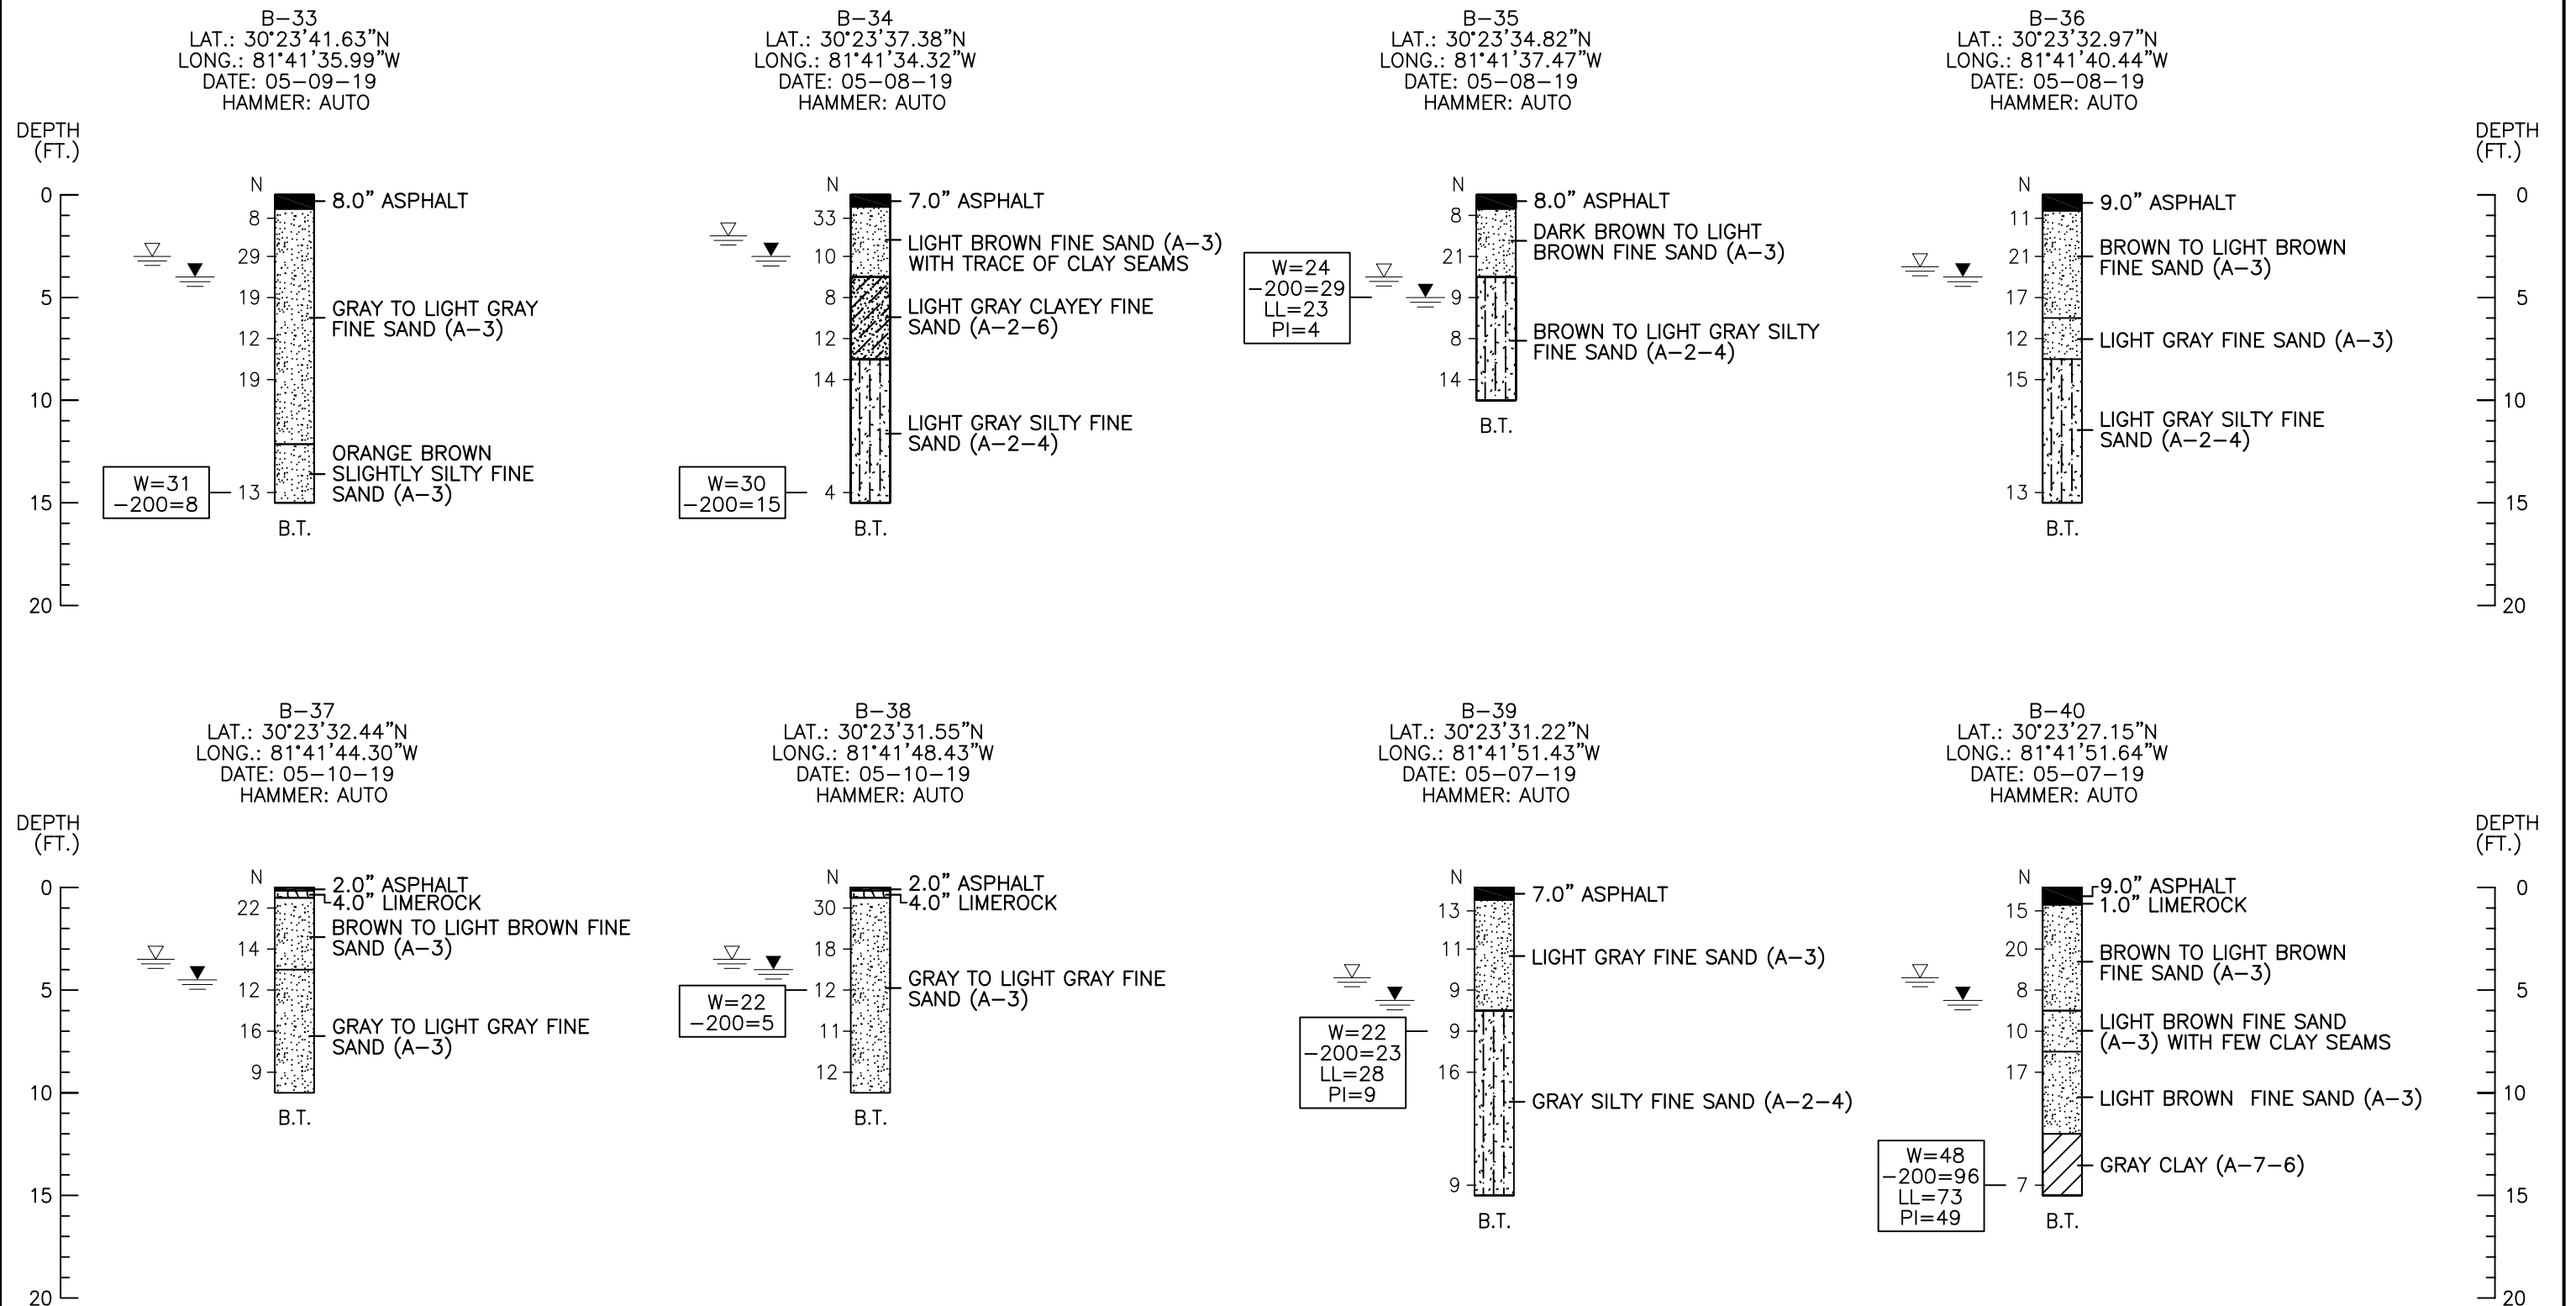 B-33
LAT.: 30°23'41.63"N
LONG.: 81°41'35.99"W
DATE: 05-09-19
HAMMER: AUTO
B-34
LAT.: 30°23'37.38"N
LONG.: 81°41'34.32"W
DATE: 05-08-19
HAMMER: AUTO
B-35
LAT.: 30°23'34.82"N
LONG.: 81°41'37.47"W
DATE: 05-08-19
HAMMER: AUTO
B-36
LAT.: 30°23'32.97"N
LONG.: 81°41'40.44"W
DATE: 05-08-19
HAMMER: AUTO
DEPTH
(FT.)
0
5
10
15
20
N
8
29
19
12
19
13
8.0" ASPHALT
GRAY TO LIGHT GRAY
FINE SAND (A-3)
ORANGE BROWN
SLIGHTLY SILTY FINE
SAND (A-3)
W=31
-200=8
B.T.
N
33
10
8
12
14
4
7.0" ASPHALT
LIGHT BROWN FINE SAND (A-3)
WITH TRACE OF CLAY SEAMS
LIGHT GRAY CLAYEY FINE
SAND (A-2-6)
LIGHT GRAY SILTY FINE
SAND (A-2-4)
W=30
-200=15
B.T.
N
8
21
9
8
14
8.0" ASPHALT
DARK BROWN TO LIGHT
BROWN FINE SAND (A-3)
BROWN TO LIGHT GRAY SILTY
FINE SAND (A-2-4)
W=24
-200=29
LL=23
PI=4
B.T.
N
11
21
17
12
15
13
9.0" ASPHALT
BROWN TO LIGHT BROWN
FINE SAND (A-3)
LIGHT GRAY FINE SAND (A-3)
LIGHT GRAY SILTY FINE
SAND (A-2-4)
B.T.
DEPTH
(FT.)
0
5
10
15
20
B-37
LAT.: 30°23'32.44"N
LONG.: 81°41'44.30"W
DATE: 05-10-19
HAMMER: AUTO
B-38
LAT.: 30°23'31.55"N
LONG.: 81°41'48.43"W
DATE: 05-10-19
HAMMER: AUTO
B-39
LAT.: 30°23'31.22"N
LONG.: 81°41'51.43"W
DATE: 05-07-19
HAMMER: AUTO
B-40
LAT.: 30°23'27.15"N
LONG.: 81°41'51.64"W
DATE: 05-07-19
HAMMER: AUTO
DEPTH
(FT.)
0
5
10
15
20
N
22
14
12
16
9
2.0" ASPHALT
4.0" LIMEROCK
BROWN TO LIGHT BROWN FINE
SAND (A-3)
GRAY TO LIGHT GRAY FINE
SAND (A-3)
B.T.
N
30
18
12
11
12
2.0" ASPHALT
4.0" LIMEROCK
GRAY TO LIGHT GRAY FINE
SAND (A-3)
W=22
-200=5
B.T.
N
13
11
9
9
16
9
7.0" ASPHALT
LIGHT GRAY FINE SAND (A-3)
GRAY SILTY FINE SAND (A-2-4)
W=22
-200=23
LL=28
PI=9
B.T.
N
15
20
8
10
17
7
9.0" ASPHALT
1.0" LIMEROCK
BROWN TO LIGHT BROWN
FINE SAND (A-3)
LIGHT BROWN FINE SAND
(A-3) WITH FEW CLAY SEAMS
LIGHT BROWN FINE SAND (A-3)
GRAY CLAY (A-7-6)
W=48
-200=96
LL=73
PI=49
B.T.
DEPTH
(FT.)
0
5
10
15
20